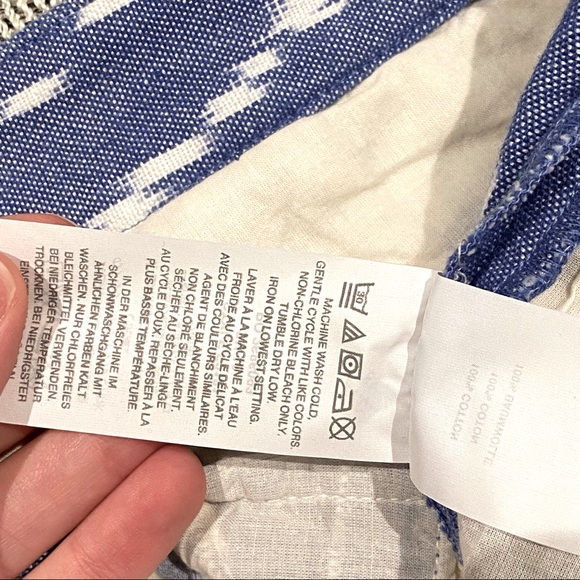 30
MACHINE WASH COLD,
GENTLE CYCLE WITH LIKE COLORS.
NON-CHLORINE BLEACH ONLY.
TUMBLE DRY LOW.
IRON ON LOWEST SETTING.
LAVER À LA MACHINE À L'EAU
FROIDE AU CYCLE DÉLICAT
AVEC DES COULEURS SIMILAIRES.
AGENT DE BLANCHIMENT
NON CHLORÉ SEULEMENT.
SÉCHER AU SÈCHE-LINGE
AU CYCLE DOUX. REPASSER À LA
PLUS BASSE TEMPÉRATURE.
IN DER MASCHINE IM
SCHONWASCHGANG MIT
ÄHNLICHEN FARBEN KALT
WASCHEN. NUR CHLORFREIES
BLEICHMITTEL VERWENDEN.
BEI NIEDRIGER TEMPERATUR
TROCKNEN. BEI NIEDRIGSTER
100% COTTON
100% COTTON